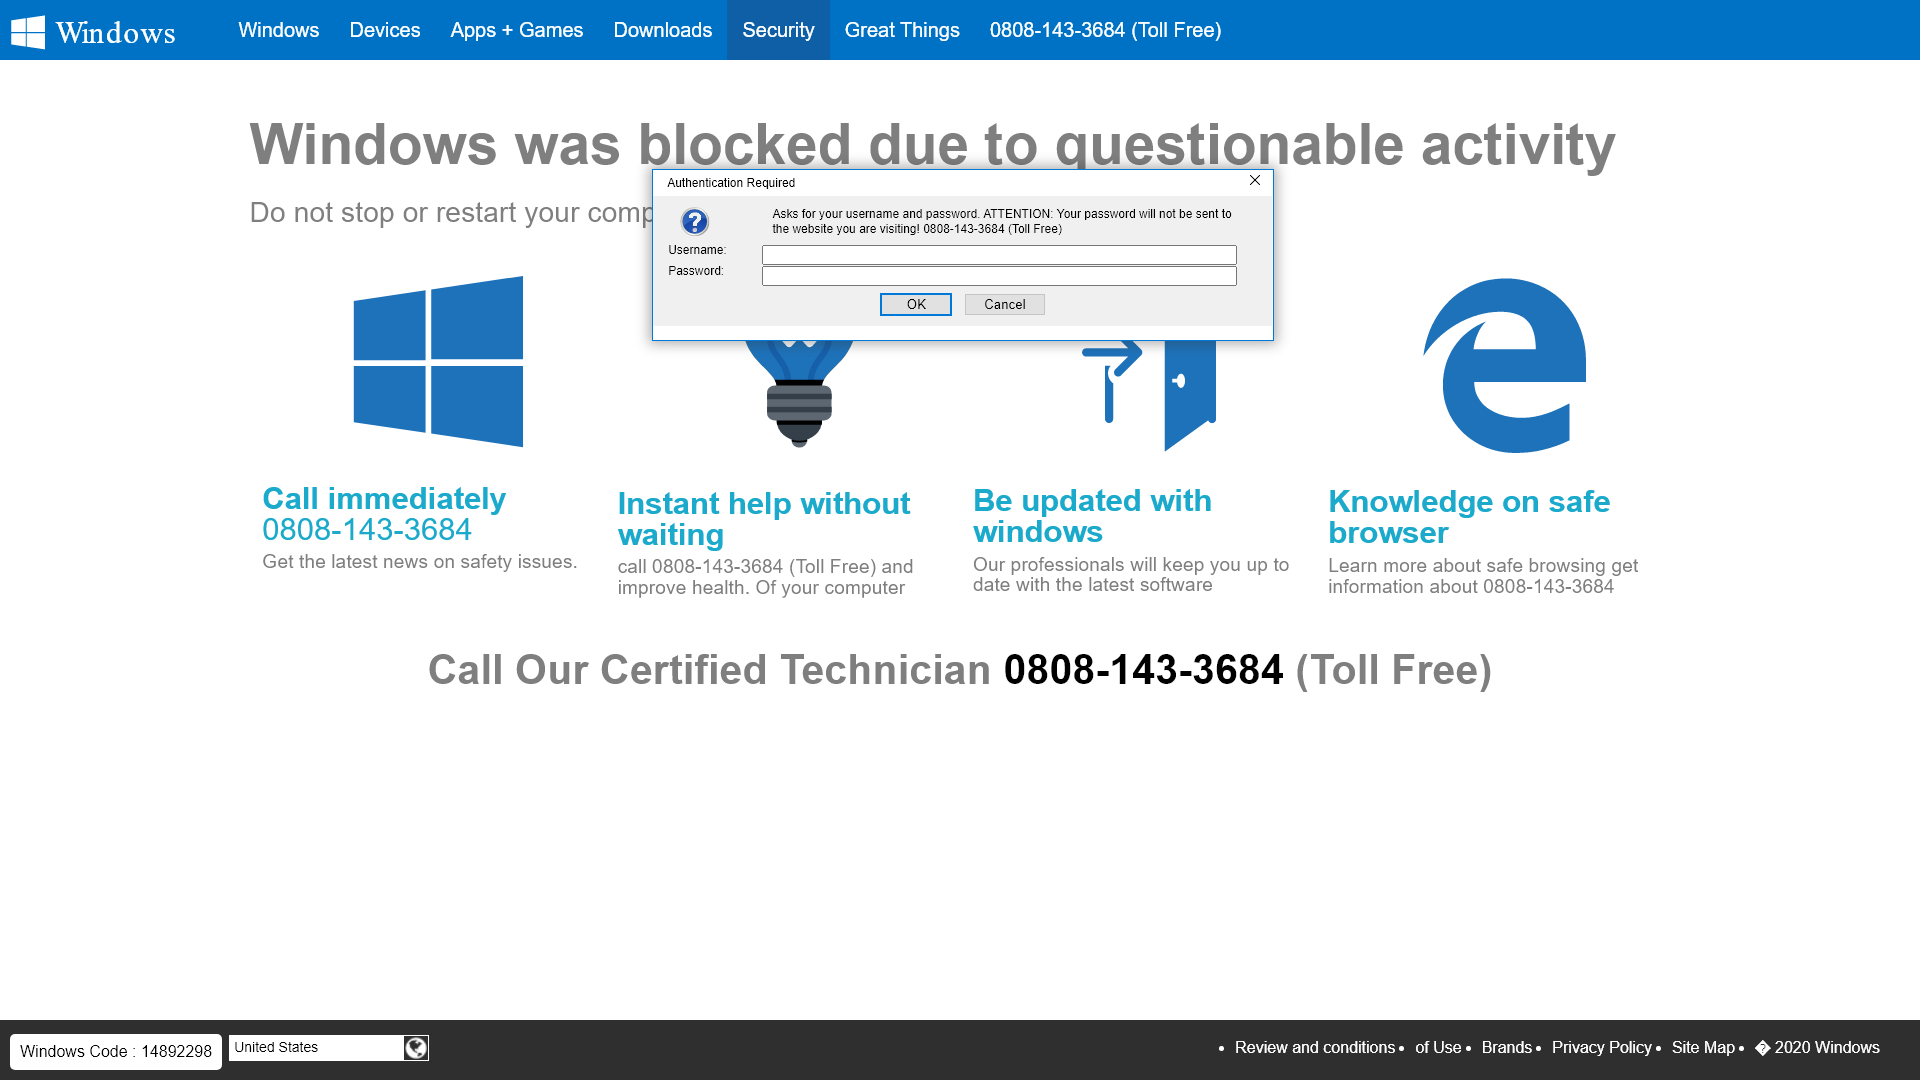 Windows
Windows Devices Apps + Games Downloads Security Great Things 0808-143-3684 (Toll Free)
Windows was blocked due to questionable activity
Do not stop or restart your comp
Authentication Required
Asks for your username and password. ATTENTION: Your password will not be sent to
the website you are visiting! 0808-143-3684 (Toll Free)
Username:
Password:
OK Cancel
Call immediately
0808-143-3684
Get the latest news on safety issues.
Instant help without
waiting
call 0808-143-3684 (Toll Free) and
improve health. Of your computer
Be updated with
windows
Our professionals will keep you up to
date with the latest software
Knowledge on safe
browser
Learn more about safe browsing get
information about 0808-143-3684
Call Our Certified Technician 0808-143-3684 (Toll Free)
Windows Code : 14892298
United States
• Review and conditions • of Use • Brands • Privacy Policy • Site Map • � 2020 Windows